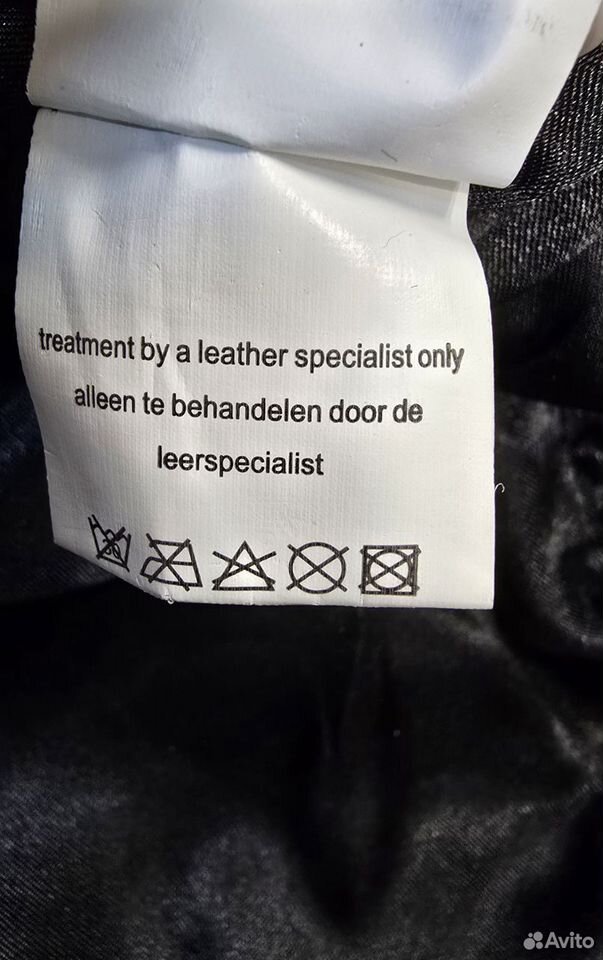 treatment by a leather specialist only
alleen te behandelen door de
leerspecialist
Avito